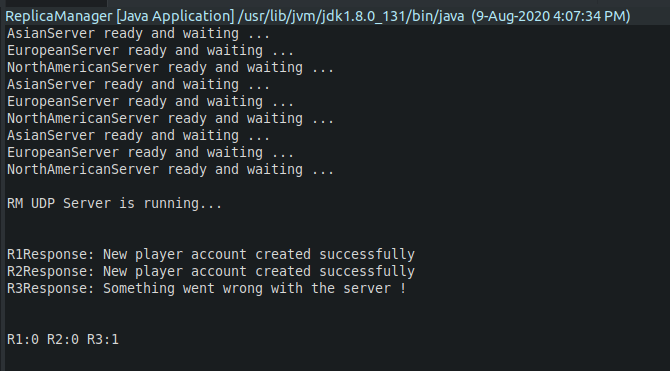 ReplicaManager [Java Application] /usr/lib/jvm/jdk1.8.0_131/bin/java (9-Aug-2020 4:07:34 PM)
AsianServer ready and waiting ...
EuropeanServer ready and waiting ...
NorthAmericanServer ready and waiting ...
AsianServer ready and waiting ...
EuropeanServer ready and waiting ...
NorthAmericanServer ready and waiting ...
AsianServer ready and waiting ...
EuropeanServer ready and waiting ...
NorthAmericanServer ready and waiting ...
RM UDP Server is running...
R1Response: New player account created successfully
R2Response: New player account created successfully
R3Response: Something went wrong with the server !
R1:0 R2:0 R3:1